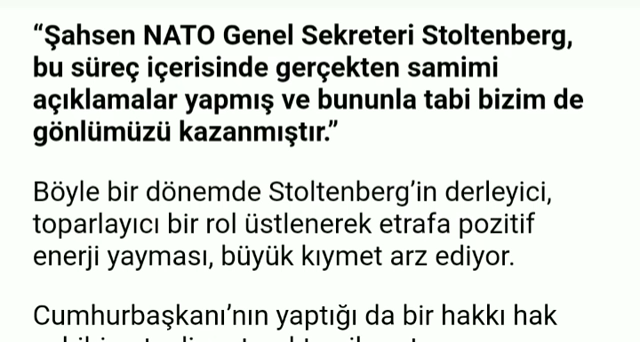 “Şahsen NATO Genel Sekreteri Stoltenberg,
bu süreç içerisinde gerçekten samimi
açıklamalar yapmış ve bununla tabi bizim de
gönlümüzü kazanmıştır.”
Böyle bir dönemde Stoltenberg’in derleyici,
toparlayıcı bir rol üstlenerek etrafa pozitif
enerji yayması, büyük kıymet arz ediyor.
Cumhurbaşkanı’nın yaptığı da bir hakkı hak